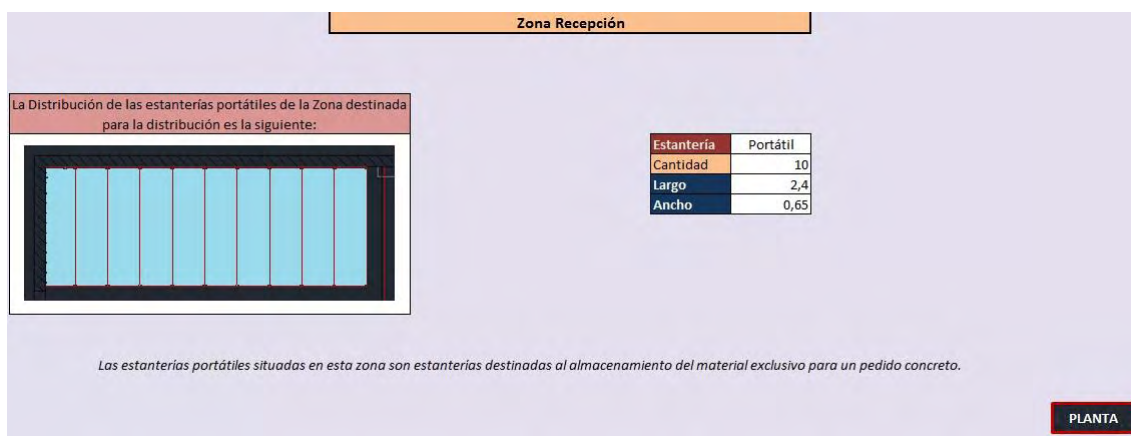 Zona Recepción
La Distribución de las estanterías portátiles de la Zona destinada
para la distribución es la siguiente:
Estantería Portátil
Cantidad 10
Largo 2,4
Ancho 0,65
Las estanterías portátiles situadas en esta zona son estanterías destinadas al almacenamiento del material exclusivo para un pedido concreto.
PLANTA